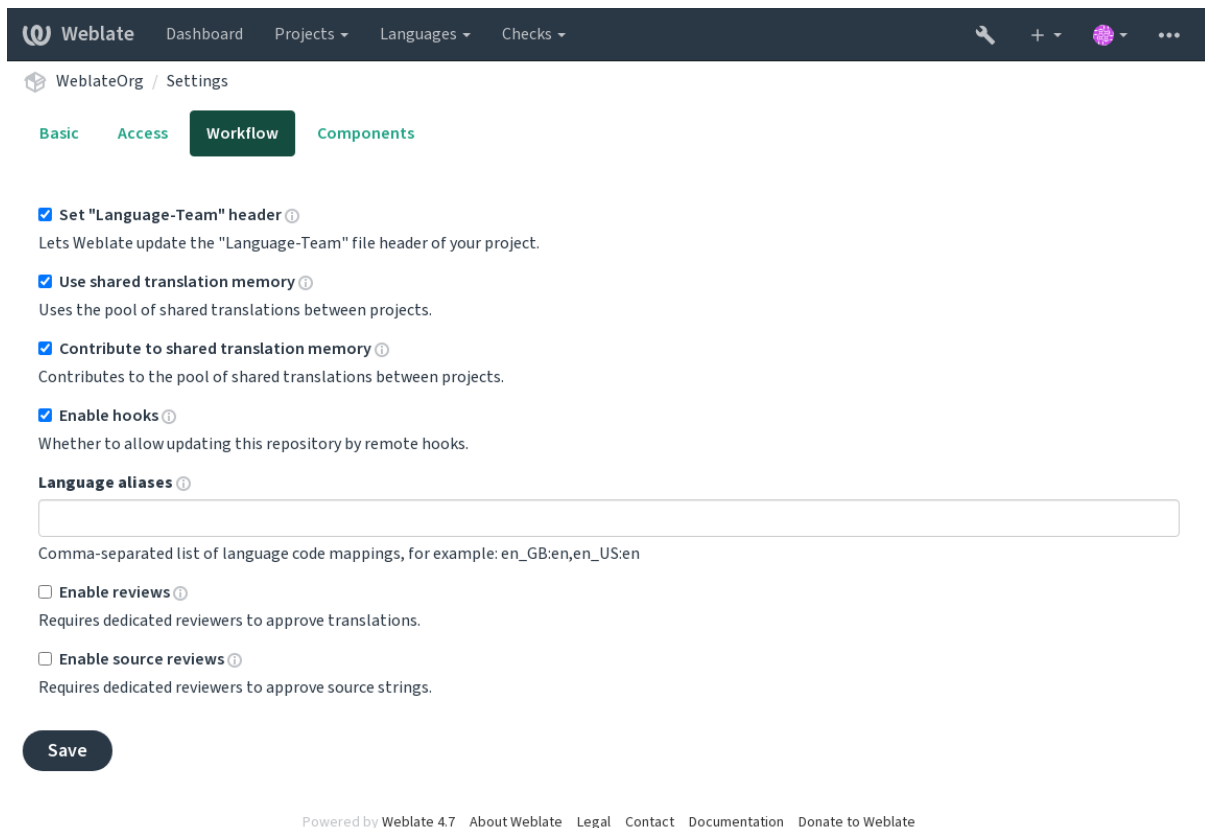 Weblate Dashboard Projects Languages Checks
WeblateOrg / Settings
Basic Access Workflow Components
Set "Language-Team" header
Lets Weblate update the "Language-Team" file header of your project.
Use shared translation memory
Uses the pool of shared translations between projects.
Contribute to shared translation memory
Contributes to the pool of shared translations between projects.
Enable hooks
Whether to allow updating this repository by remote hooks.
Language aliases
Comma-separated list of language code mappings, for example: en_GB:en,en_US:en
Enable reviews
Requires dedicated reviewers to approve translations.
Enable source reviews
Requires dedicated reviewers to approve source strings.
Save
Powered by Weblate 4.7 About Weblate Legal Contact Documentation Donate to Weblate